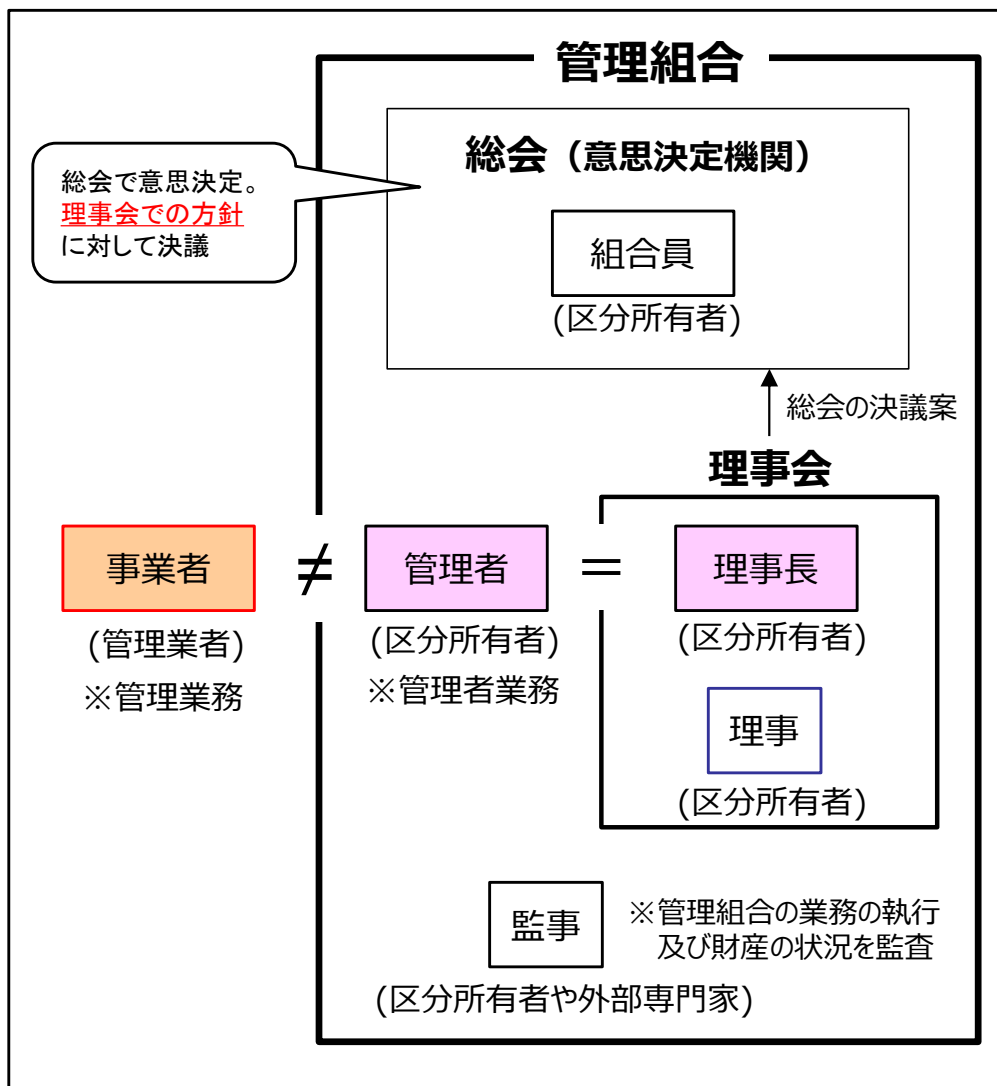 管理組合
総会(意思決定機関)
総会で意思決定。
理事会での方針
に対して決議
組合員
(区分所有者)
総会の決議案
理事会
事業者
≠
管理者
=
理事長
(管理業者)
(区分所有者)
(区分所有者)
※管理業務
※管理者業務
理事
(区分所有者)
監事
※管理組合の業務の執行
及び財産の状況を監査
(区分所有者や外部専門家)